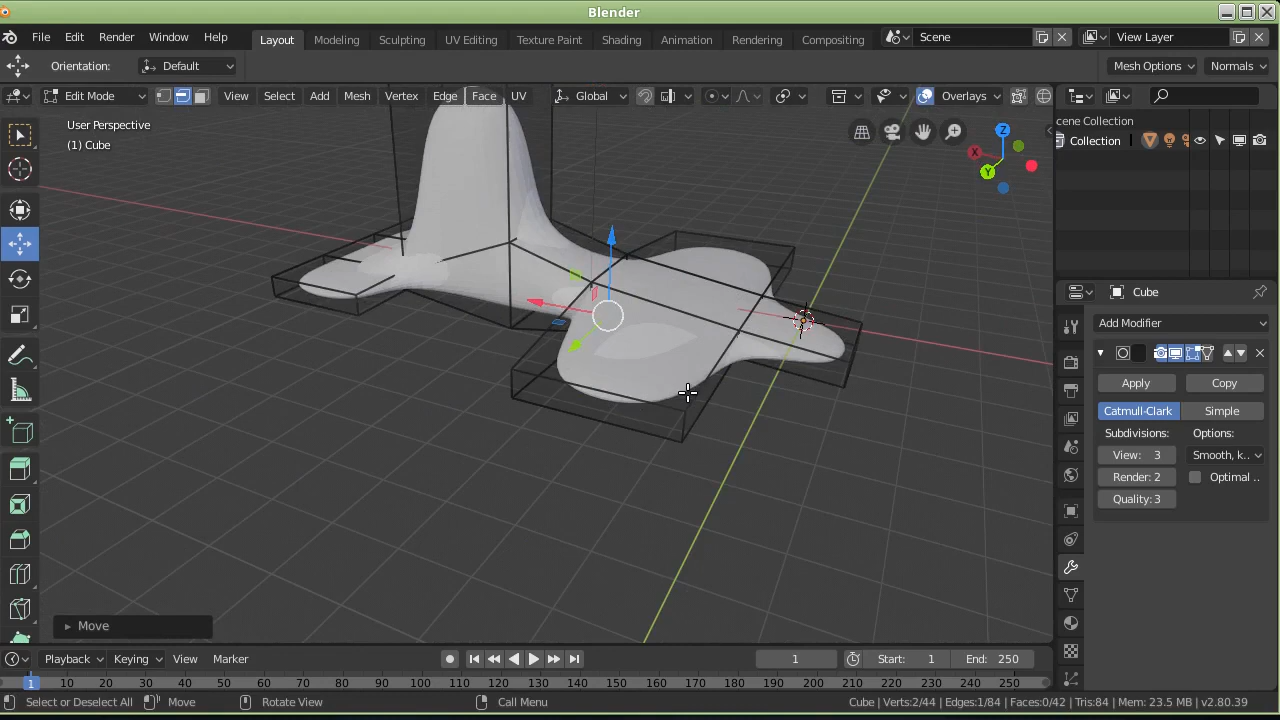 Blender
File Edit Render Window Help Layout Modeling Sculpting UV Editing Texture Paint Shading Animation Rendering Compositing Scene View Layer
Orientation: Default Mesh Options Normals
Edit Mode View Select Add Mesh Vertex Edge Face UV Global Overlays
User Perspective
(1) Cube
Z
X
Y
cene Collection
Collection
Cube
Add Modifier
Apply Copy
Catmull-Clark Simple
Subdivisions: Options:
View: 3 Smooth, k..
Render: 2 Optimal ..
Quality: 3
Move
Playback Keying View Marker 1 Start: 1 End: 250
1 10 20 30 40 50 60 70 80 90 100 110 120 130 140 150 160 170 180 190 200 210 220 230 240 250
Select or Deselect All Move Rotate View Call Menu Cube | Verts:2/44 | Edges:1/84 | Faces:0/42 | Tris:84 | Mem: 23.5 MB | v2.80.39